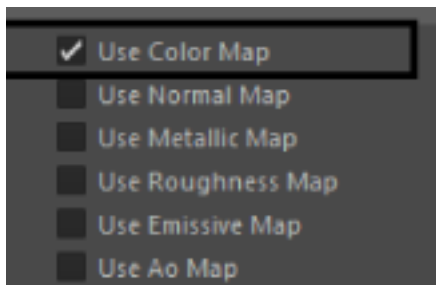 Use Color Map
Use Normal Map
Use Metallic Map
Use Roughness Map
Use Emissive Map
Use Ao Map